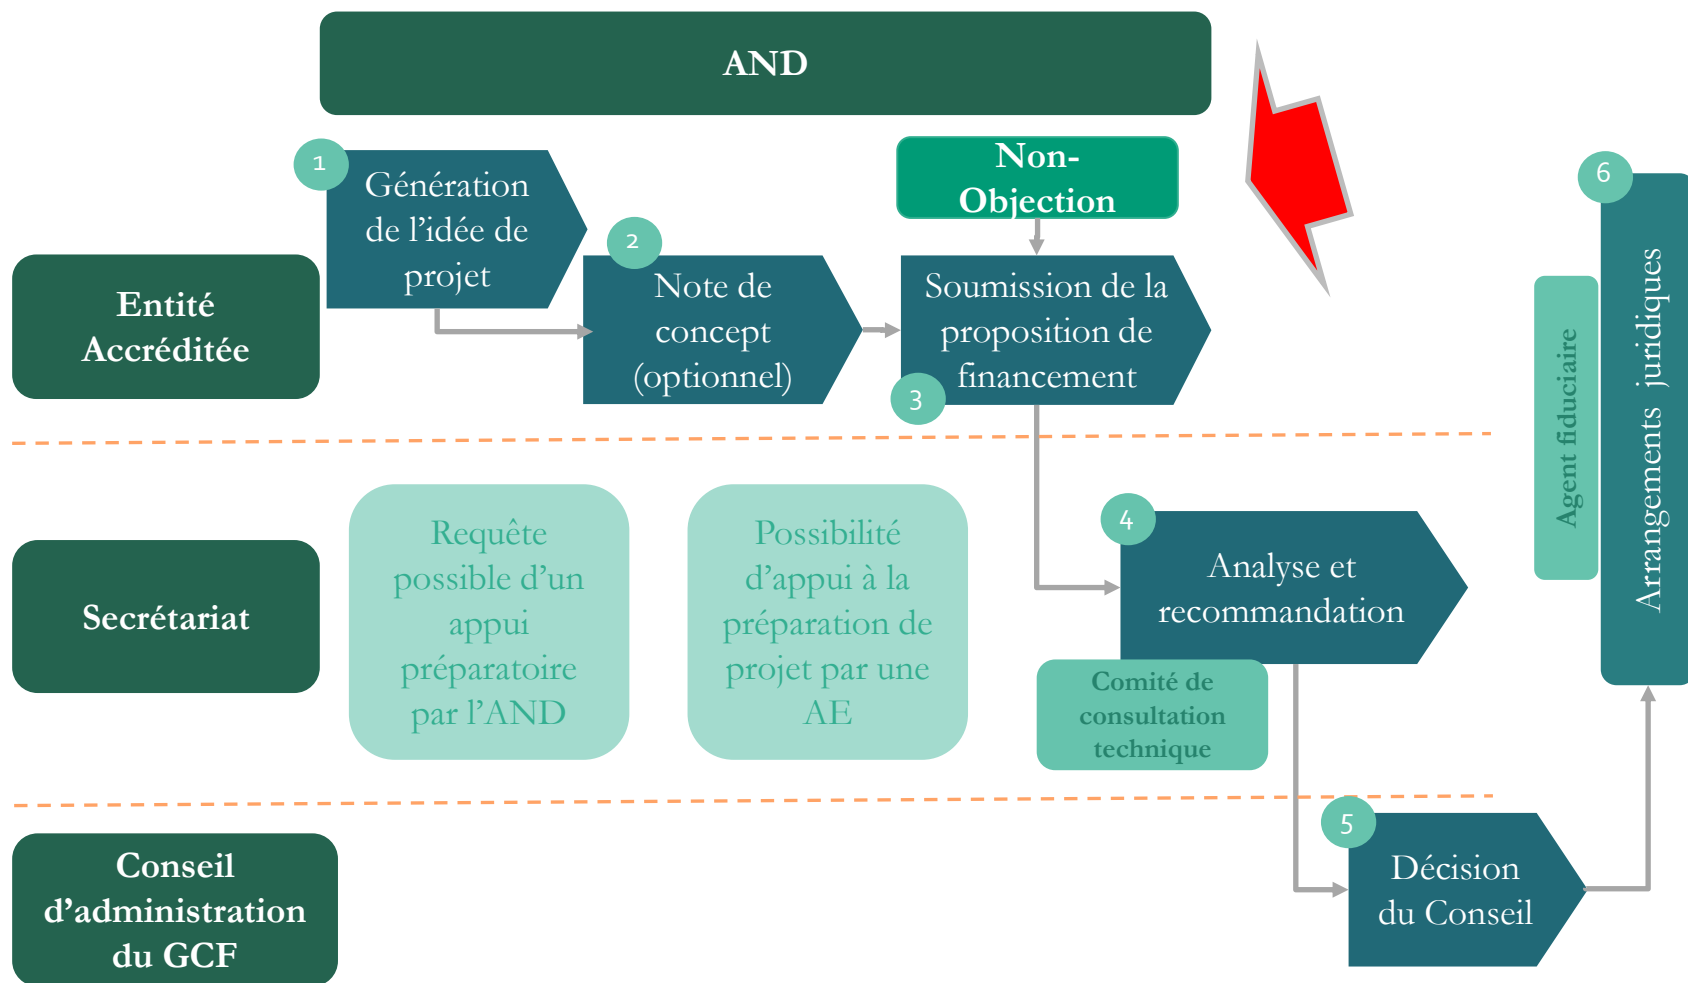 AND
1
Génération
de l’idée de
projet
2
Note de
concept
(optionnel)
Non-
Objection
Soumission de la
proposition de
financement
3
Entité
Accréditée
Secrétariat
Requête
possible d’un
appui
préparatoire
par l’AND
Possibilité
d’appui à la
préparation de
projet par une
AE
4
Analyse et
recommandation
Comité de
consultation
technique
Conseil
d’administration
du GCF
5
Décision
du Conseil
6
Agent fiduciaire
Arrangements juridiques